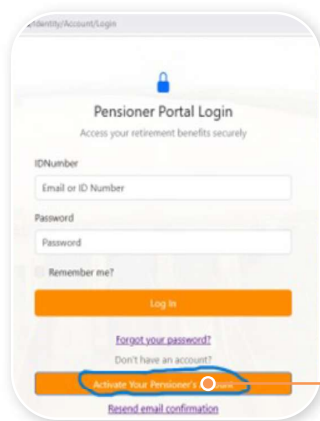 /Identity/Account/Login
Pensioner Portal Login
Access your retirement benefits securely
IDNumber
Email or ID Number
Password
Password
Remember me?
Log In
Forgot your password?
Don't have an account?
Activate Your Pensioner's
Resend email confirmation